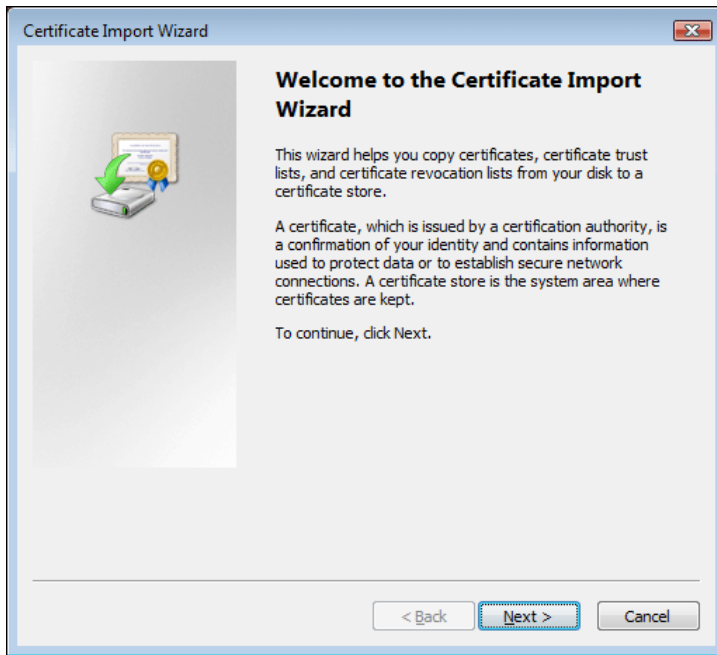 Certificate Import Wizard
Welcome to the Certificate Import
Wizard
This wizard helps you copy certificates, certificate trust
lists, and certificate revocation lists from your disk to a
certificate store.
A certificate, which is issued by a certification authority, is
a confirmation of your identity and contains information
used to protect data or to establish secure network
connections. A certificate store is the system area where
certificates are kept.
To continue, click Next.
< Back Next > Cancel